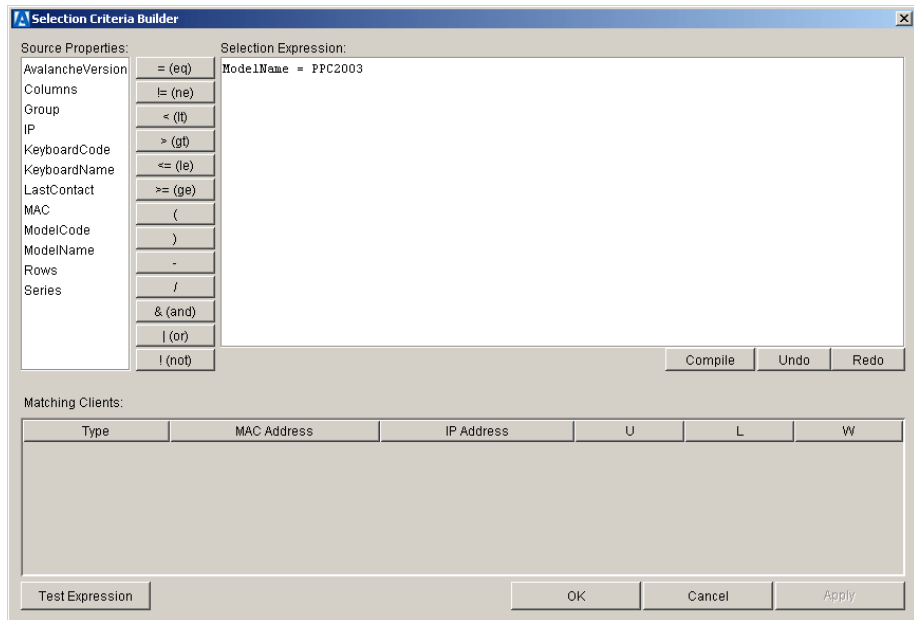 Selection Criteria Builder
Source Properties:
Selection Expression:
AvalancheVersion
Columns
Group
IP
KeyboardCode
KeyboardName
LastContact
MAC
ModelCode
ModelName
Rows
Series
= (eq)
!= (ne)
< (lt)
> (gt)
<= (le)
>= (ge)
(
)
-
/
& (and)
| (or)
! (not)
ModelName = PPC2003
Compile Undo Redo
Matching Clients:
Type MAC Address IP Address U L W
Test Expression OK Cancel Apply